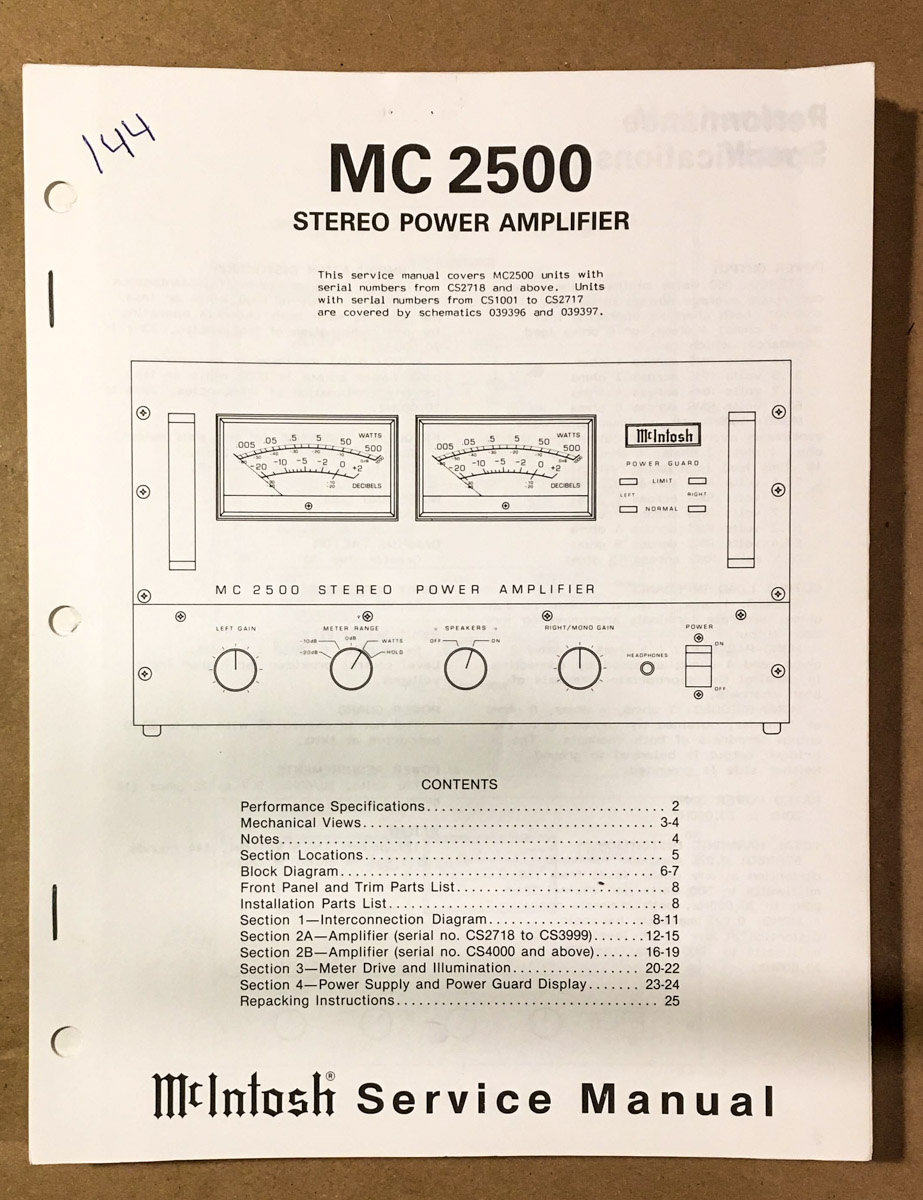 144
MC 2500
STEREO POWER AMPLIFIER
This service manual covers MC2500 units with
serial numbers from CS2718 and above. Units
with serial numbers from CS1001 to CS2717
are covered by schematics 039396 and 039397.
.005 .05 .5 5 50 500 WATTS
-20 -10 -5 -2 0 +2
DECIBELS
.005 .05 .5 5 50 500 WATTS
-20 -10 -5 -2 0 +2
DECIBELS
McIntosh
POWER GUARD
LIMIT
LEFT RIGHT
NORMAL
MC 2500 STEREO POWER AMPLIFIER
LEFT GAIN
METER RANGE
-20dB -10dB 0dB WATTS HOLD
SPEAKERS
OFF ON
RIGHT/MONO GAIN
HEADPHONES
POWER
ON
OFF
CONTENTS
Performance Specifications........................... 2
Mechanical Views.................................... 3-4
Notes................................................ 4
Section Locations.................................... 5
Block Diagram....................................... 6-7
Front Panel and Trim Parts List...................... 8
Installation Parts List.............................. 8
Section 1—Interconnection Diagram................... 8-11
Section 2A—Amplifier (serial no. CS2718 to CS3999).......12-15
Section 2B—Amplifier (serial no. CS4000 and above)...... 16-19
Section 3—Meter Drive and Illumination................ 20-22
Section 4—Power Supply and Power Guard Display....... 23-24
Repacking Instructions.................................. 25
McIntosh® Service Manual